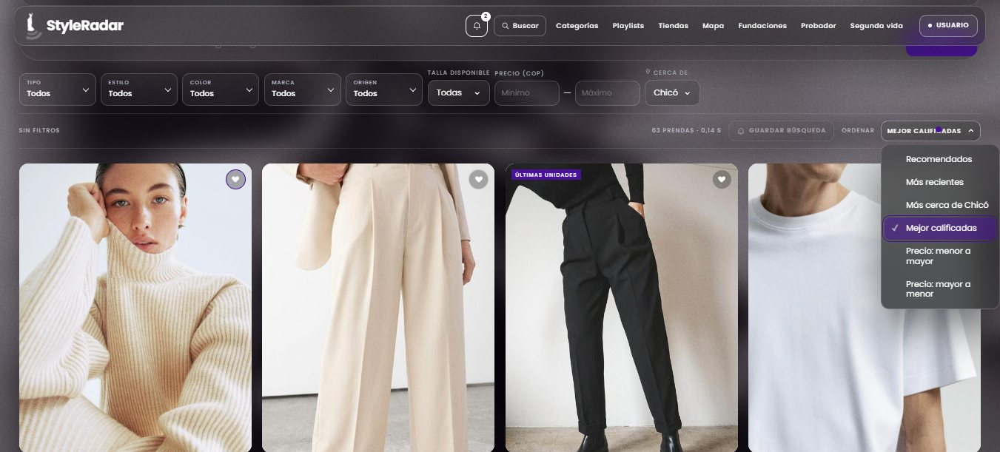 StyleRadar
2
Buscar
Categorías
Playlists
Tiendas
Mapa
Fundaciones
Probador
Segunda vida
USUARIO
TIPO
Todos
ESTILO
Todos
COLOR
Todos
MARCA
Todos
ORIGEN
Todos
TALLA DISPONIBLE
Todas
PRECIO (COP)
Mínimo
—
Máximo
CERCA DE
Chicó
SIN FILTROS
63 PRENDAS · 0,14 S
GUARDAR BÚSQUEDA
ORDENAR
MEJOR CALIFICADAS
Recomendados
Más recientes
Más cerca de Chicó
✓ Mejor calificadas
Precio: menor a
mayor
Precio: mayor a
menor
ÚLTIMAS UNIDADES